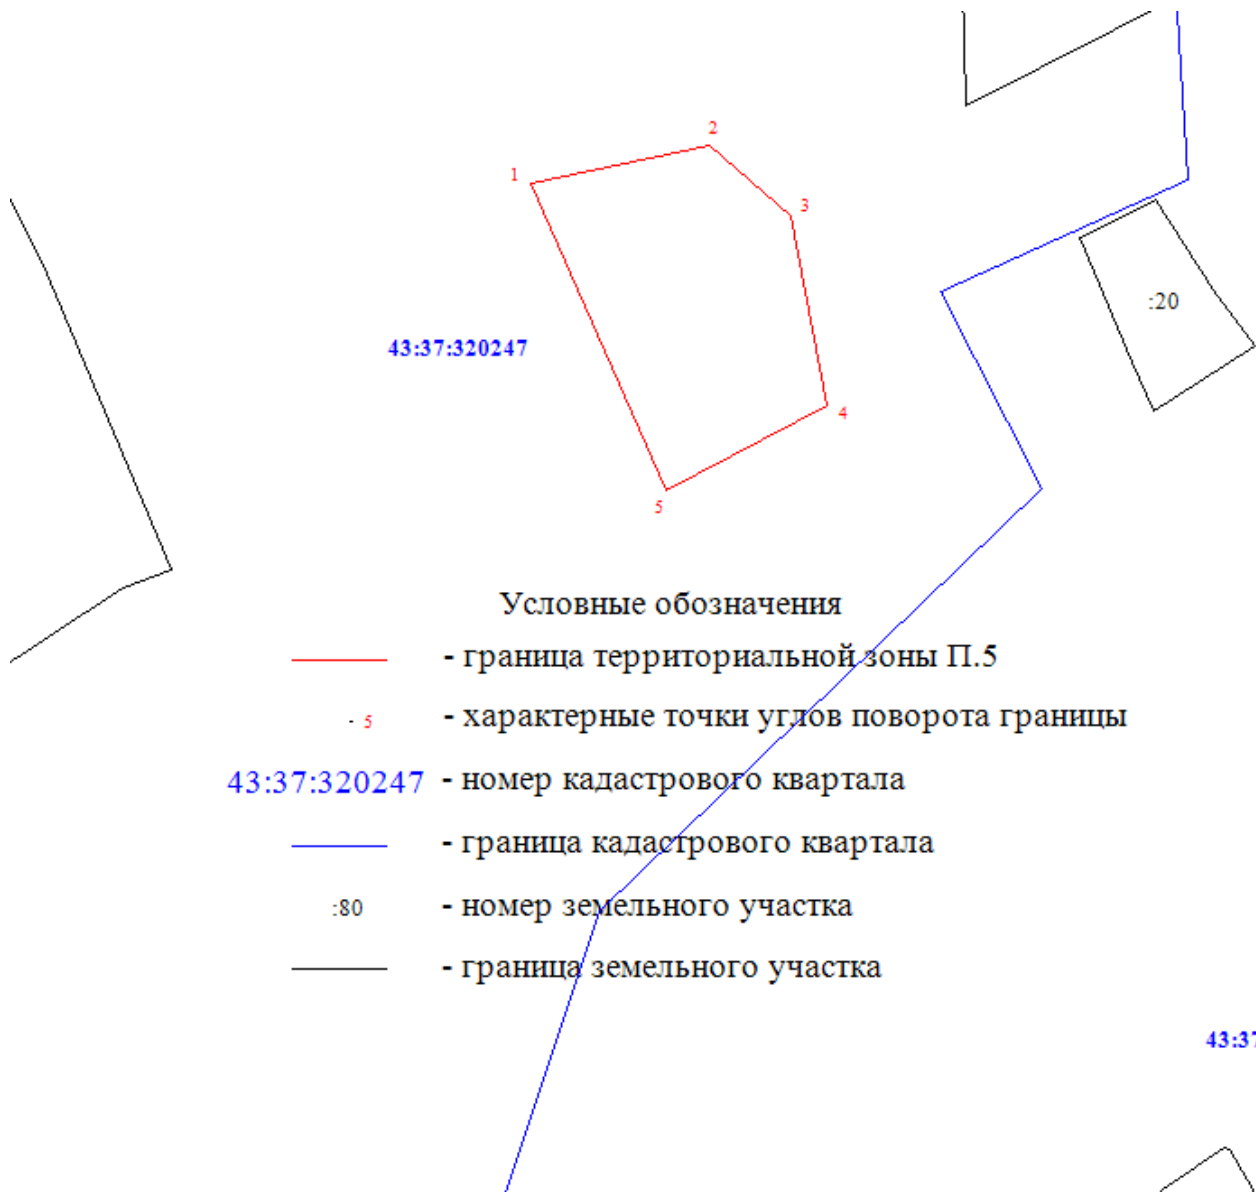 2
1
3
:20
43:37:320247
4
5
Условные обозначения
- граница территориальной зоны П.5
- 5 - характерные точки углов поворота границы
43:37:320247 - номер кадастрового квартала
- граница кадастрового квартала
:80 - номер земельного участка
- граница земельного участка
43:37